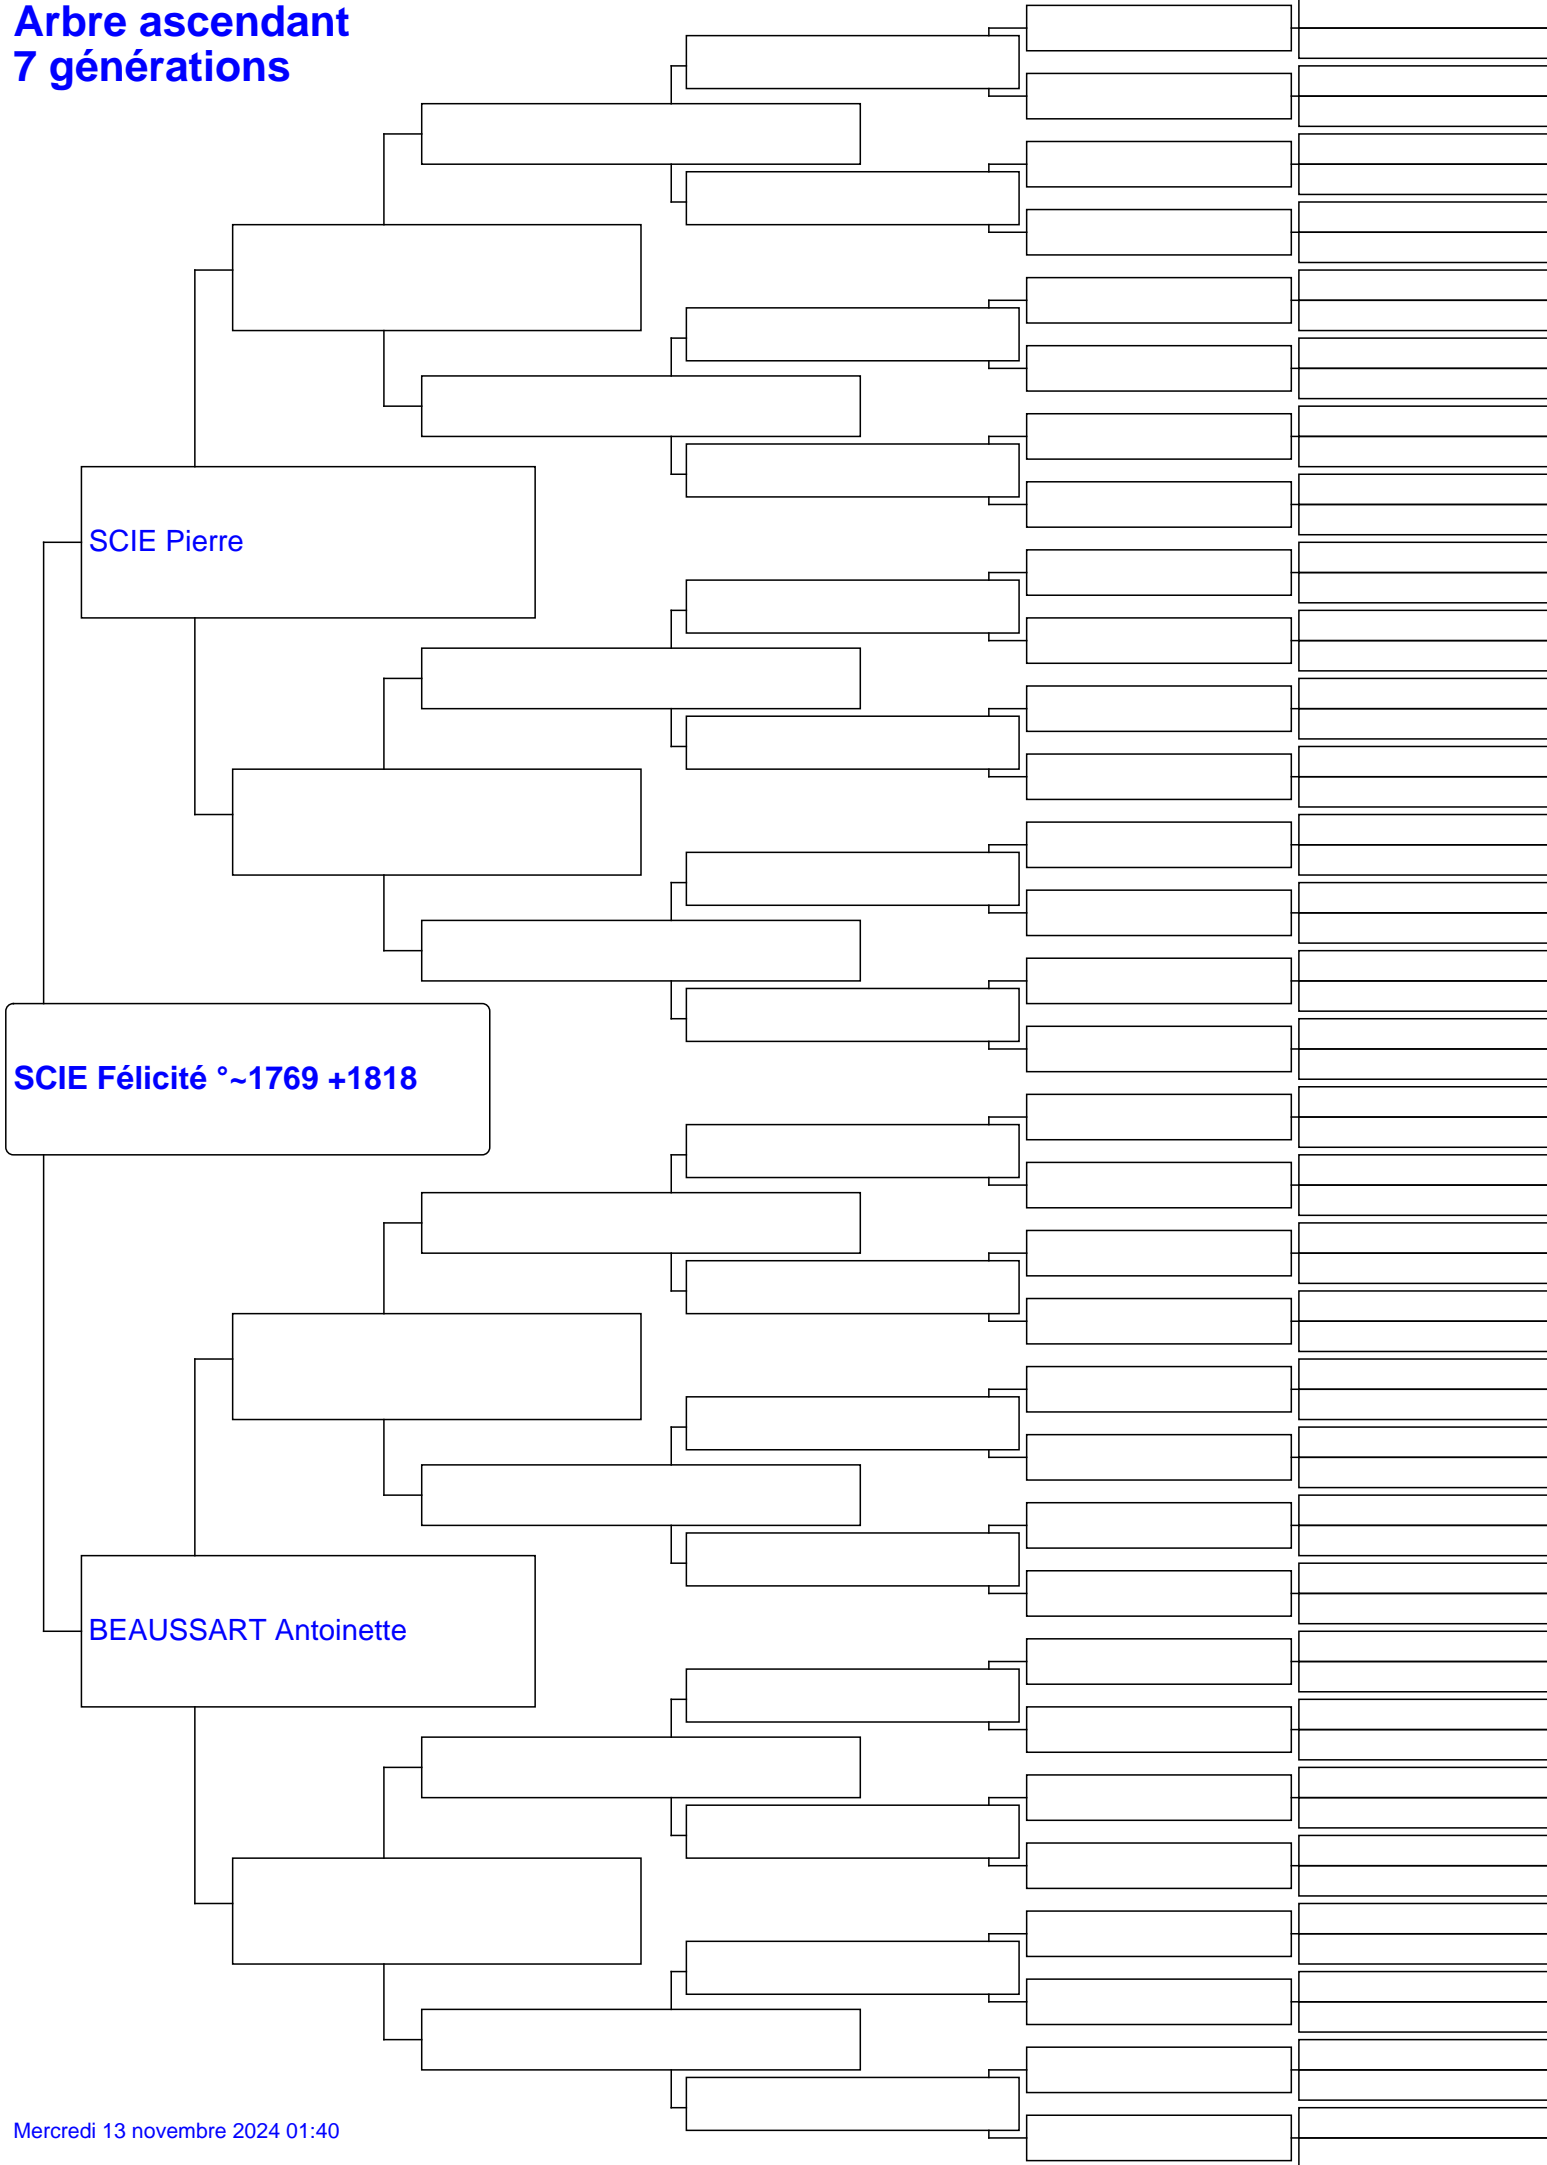 Arbre ascendant
7 générations
SCIE Pierre
SCIE Félicité °~1769 +1818
BEAUSSART Antoinette
Mercredi 13 novembre 2024 01:40